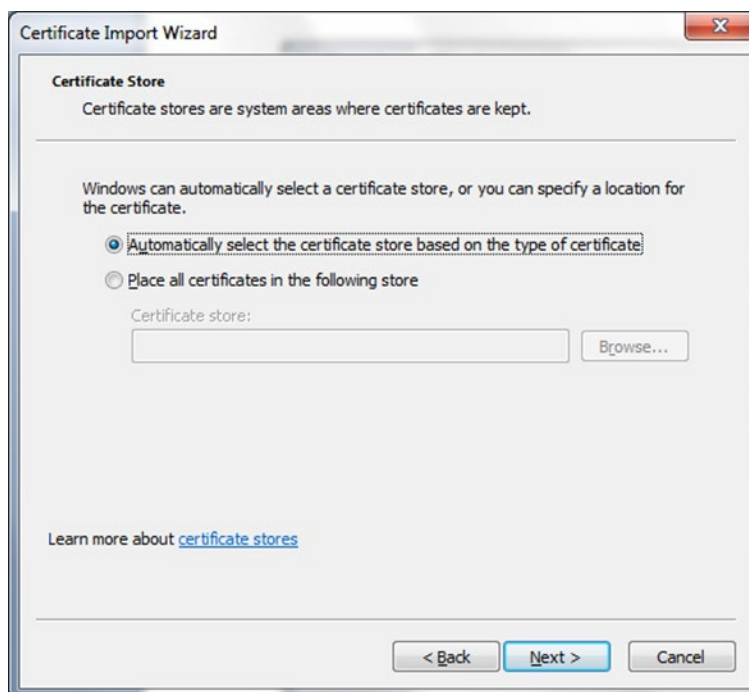 Certificate Import Wizard
Certificate Store
Certificate stores are system areas where certificates are kept.
Windows can automatically select a certificate store, or you can specify a location for
the certificate.
Automatically select the certificate store based on the type of certificate
Place all certificates in the following store
Certificate store:
Browse...
Learn more about certificate stores
< Back Next > Cancel